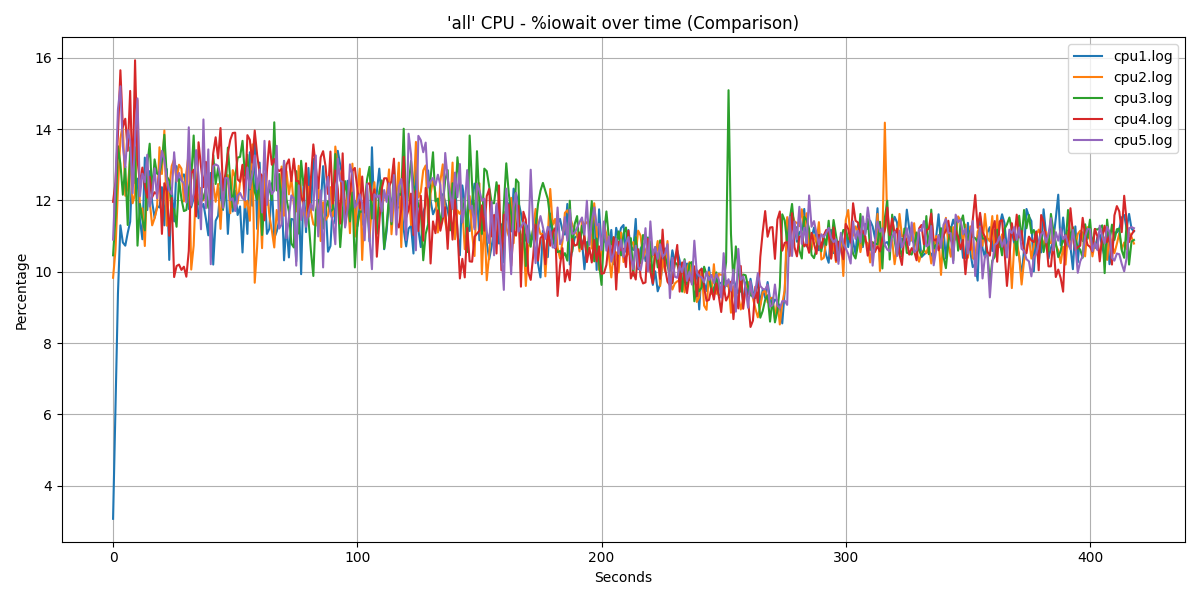 'all' CPU - %iowait over time (Comparison)
cpu1.log
cpu2.log
cpu3.log
cpu4.log
cpu5.log
Percentage
16
14
12
10
8
6
4
0 100 200 300 400
Seconds